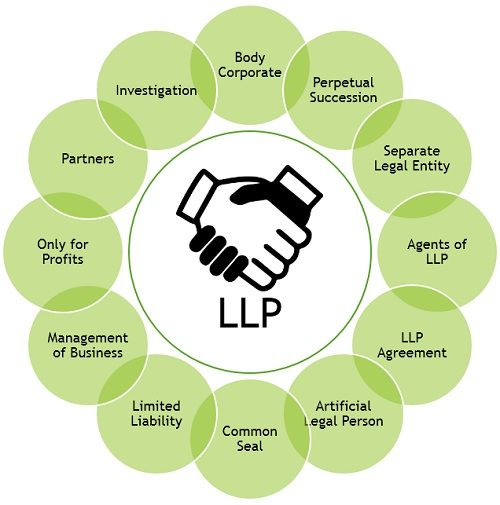 Body
Corporate
Perpetual
Succession
Separate
Legal Entity
Agents of
LLP
LLP
Agreement
Artificial
Legal Person
Common
Seal
Limited
Liability
Management
of Business
Only for
Profits
Partners
Investigation
LLP